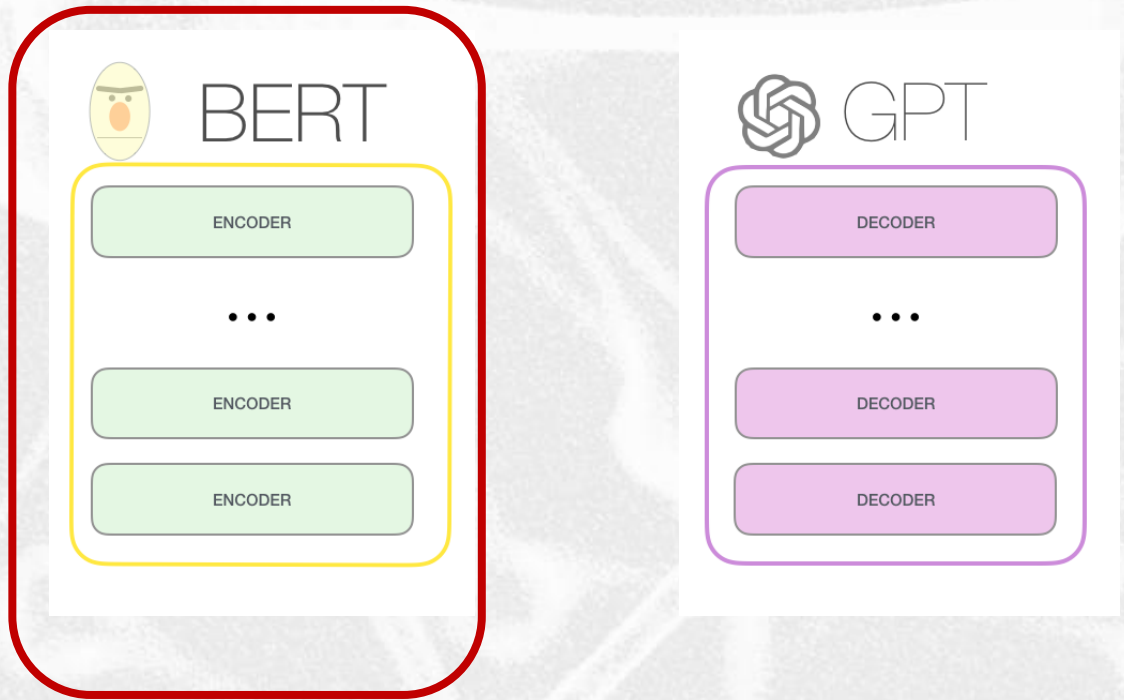 BERT
ENCODER
...
ENCODER
ENCODER
GPT
DECODER
...
DECODER
DECODER